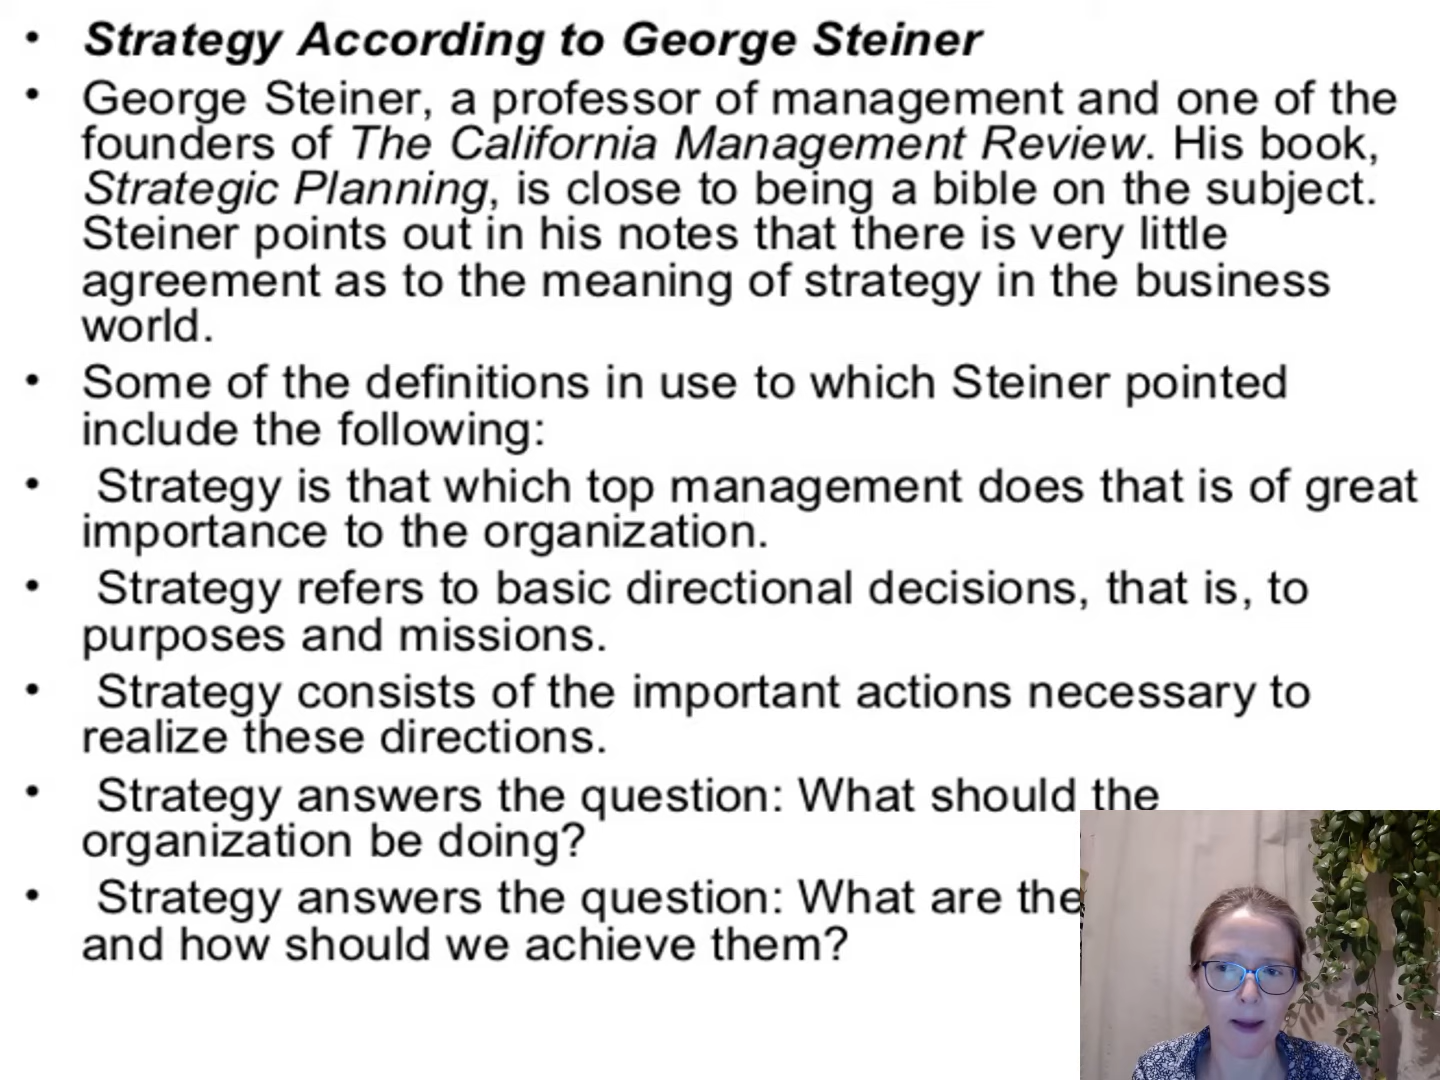 • Strategy According to George Steiner
• George Steiner, a professor of management and one of the
founders of The California Management Review. His book,
Strategic Planning, is close to being a bible on the subject.
Steiner points out in his notes that there is very little
agreement as to the meaning of strategy in the business
world.
• Some of the definitions in use to which Steiner pointed
include the following:
• Strategy is that which top management does that is of great
importance to the organization.
• Strategy refers to basic directional decisions, that is, to
purposes and missions.
• Strategy consists of the important actions necessary to
realize these directions.
• Strategy answers the question: What should the
organization be doing?
• Strategy answers the question: What are the
and how should we achieve them?